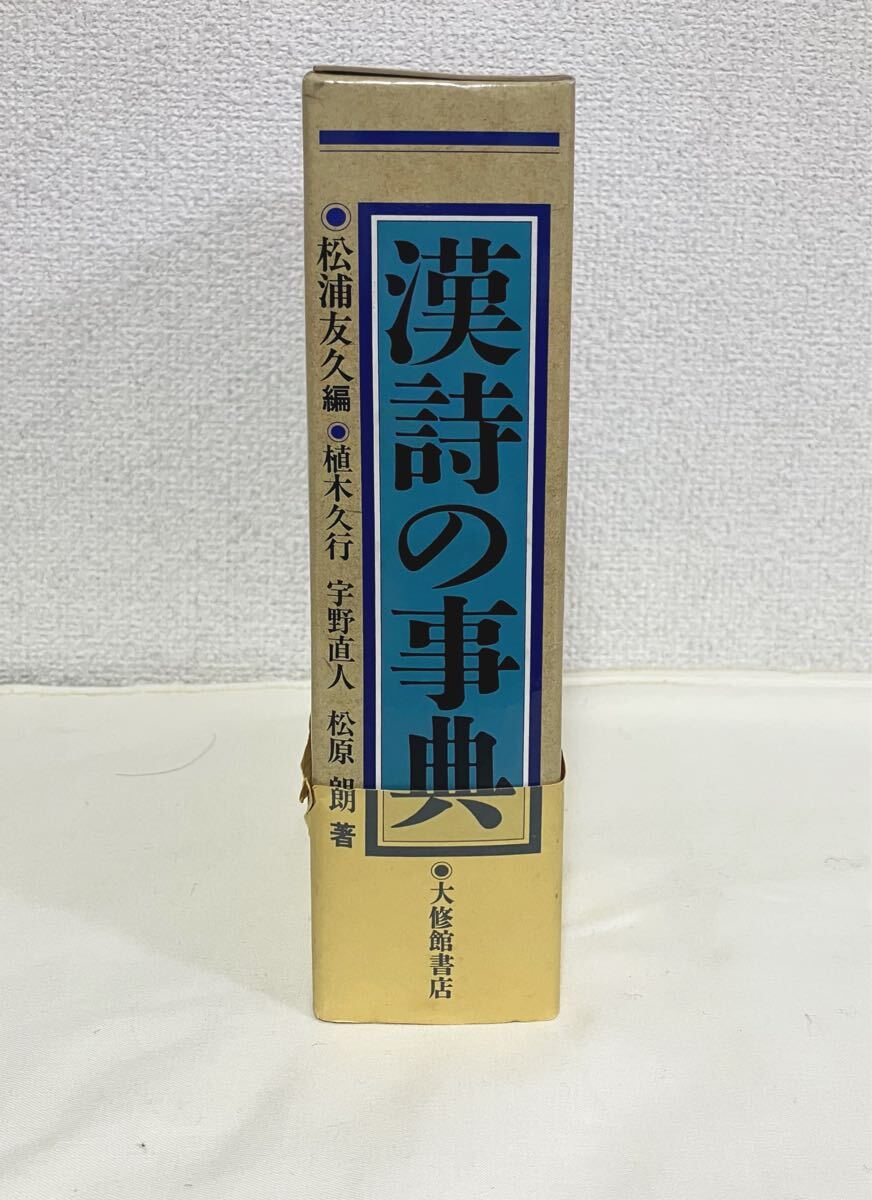 漢詩の事典
●松浦友久編●植木久行 宇野直人 松原 朗 著
●大修館書店